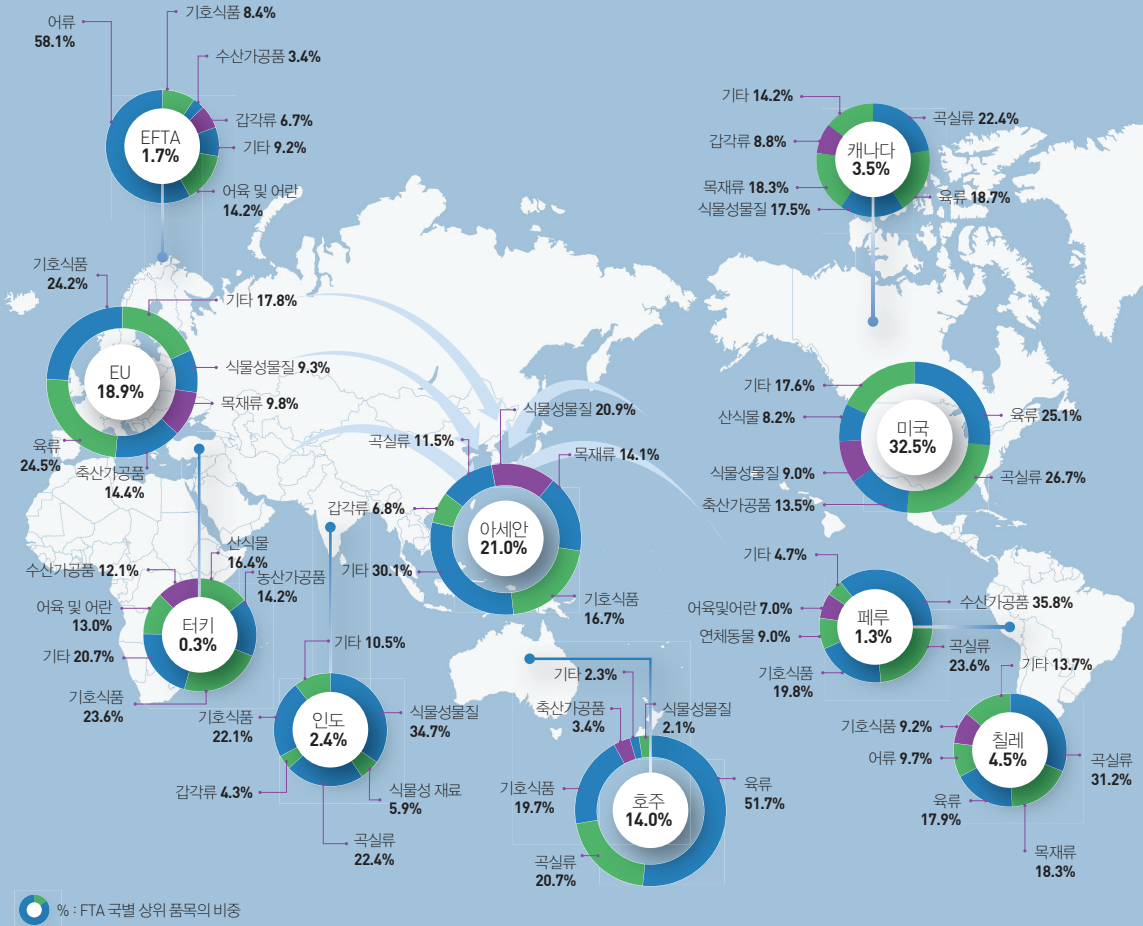 어류
58.1%
기호식품 8.4%
수산가공품 3.4%
갑각류 6.7%
기타 9.2%
어육 및 어란
14.2%
EFTA
1.7%
기타 14.2%
갑각류 8.8%
목재류 18.3%
식물성물질 17.5%
곡실류 22.4%
육류 18.7%
캐나다
3.5%
기호식품
24.2%
기타 17.8%
식물성물질 9.3%
목재류 9.8%
육류
24.5%
축산가공품
14.4%
EU
18.9%
식물성물질 20.9%
곡실류 11.5%
목재류 14.1%
갑각류 6.8%
기타 30.1%
기호식품
16.7%
아세안
21.0%
기타 17.6%
산식물 8.2%
식물성물질 9.0%
축산가공품 13.5%
육류 25.1%
곡실류 26.7%
미국
32.5%
산식물
16.4%
수산가공품 12.1%
농산가공품
14.2%
어육 및 어란
13.0%
기타 20.7%
기호식품
23.6%
터키
0.3%
기타 10.5%
기호식품
22.1%
식물성물질
34.7%
갑각류 4.3%
식물성 재료
5.9%
곡실류
22.4%
인도
2.4%
기타 2.3%
축산가공품
3.4%
식물성물질
2.1%
기호식품
19.7%
육류
51.7%
곡실류
20.7%
호주
14.0%
기타 4.7%
어육및어란 7.0%
연체동물 9.0%
기호식품
19.8%
수산가공품 35.8%
곡실류
23.6%
페루
1.3%
기타 13.7%
기호식품 9.2%
어류 9.7%
육류
17.9%
곡실류
31.2%
목재류
18.3%
칠레
4.5%
% : FTA 국별 상위 품목의 비중